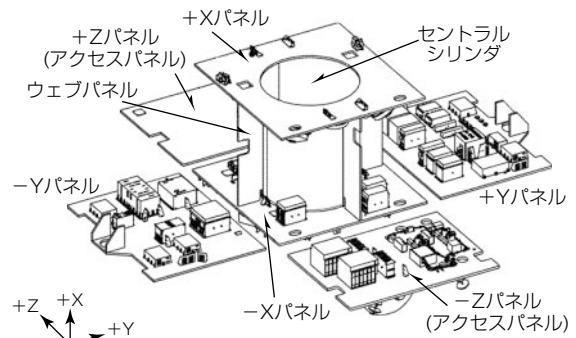 +Xパネル
+Zパネル
(アクセスパネル)
セントラル
シリンダ
ウェブパネル
−Yパネル
+Yパネル
−Xパネル
−Zパネル
(アクセスパネル)
+Z
+X
+Y